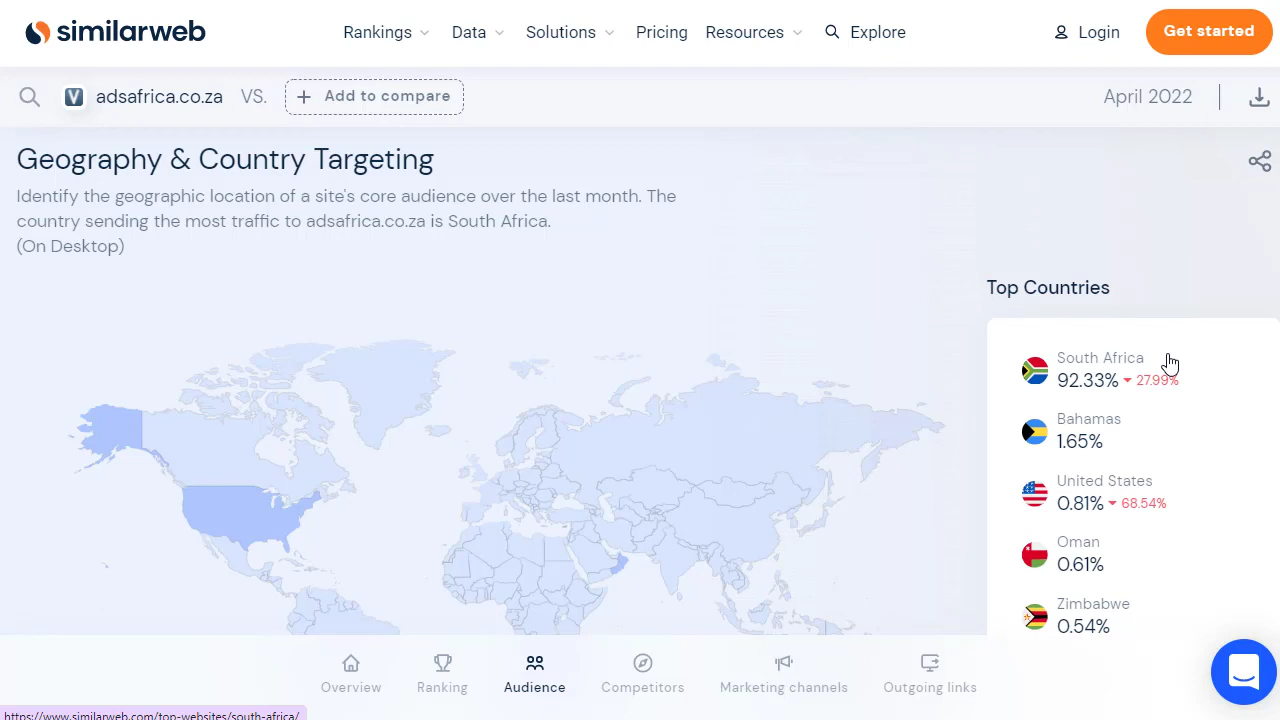 similarweb
Rankings Data Solutions Pricing Resources Explore Login Get started
adsafrica.co.za VS. Add to compare April 2022
Geography & Country Targeting
Identify the geographic location of a site's core audience over the last month. The
country sending the most traffic to adsafrica.co.za is South Africa.
(On Desktop)
Top Countries
South Africa
92.33% 27.99%
Bahamas
1.65%
United States
0.81% 68.54%
Oman
0.61%
Zimbabwe
0.54%
Overview Ranking Audience Competitors Marketing channels Outgoing links
https://www.similarweb.com/top-websites/south-africa/